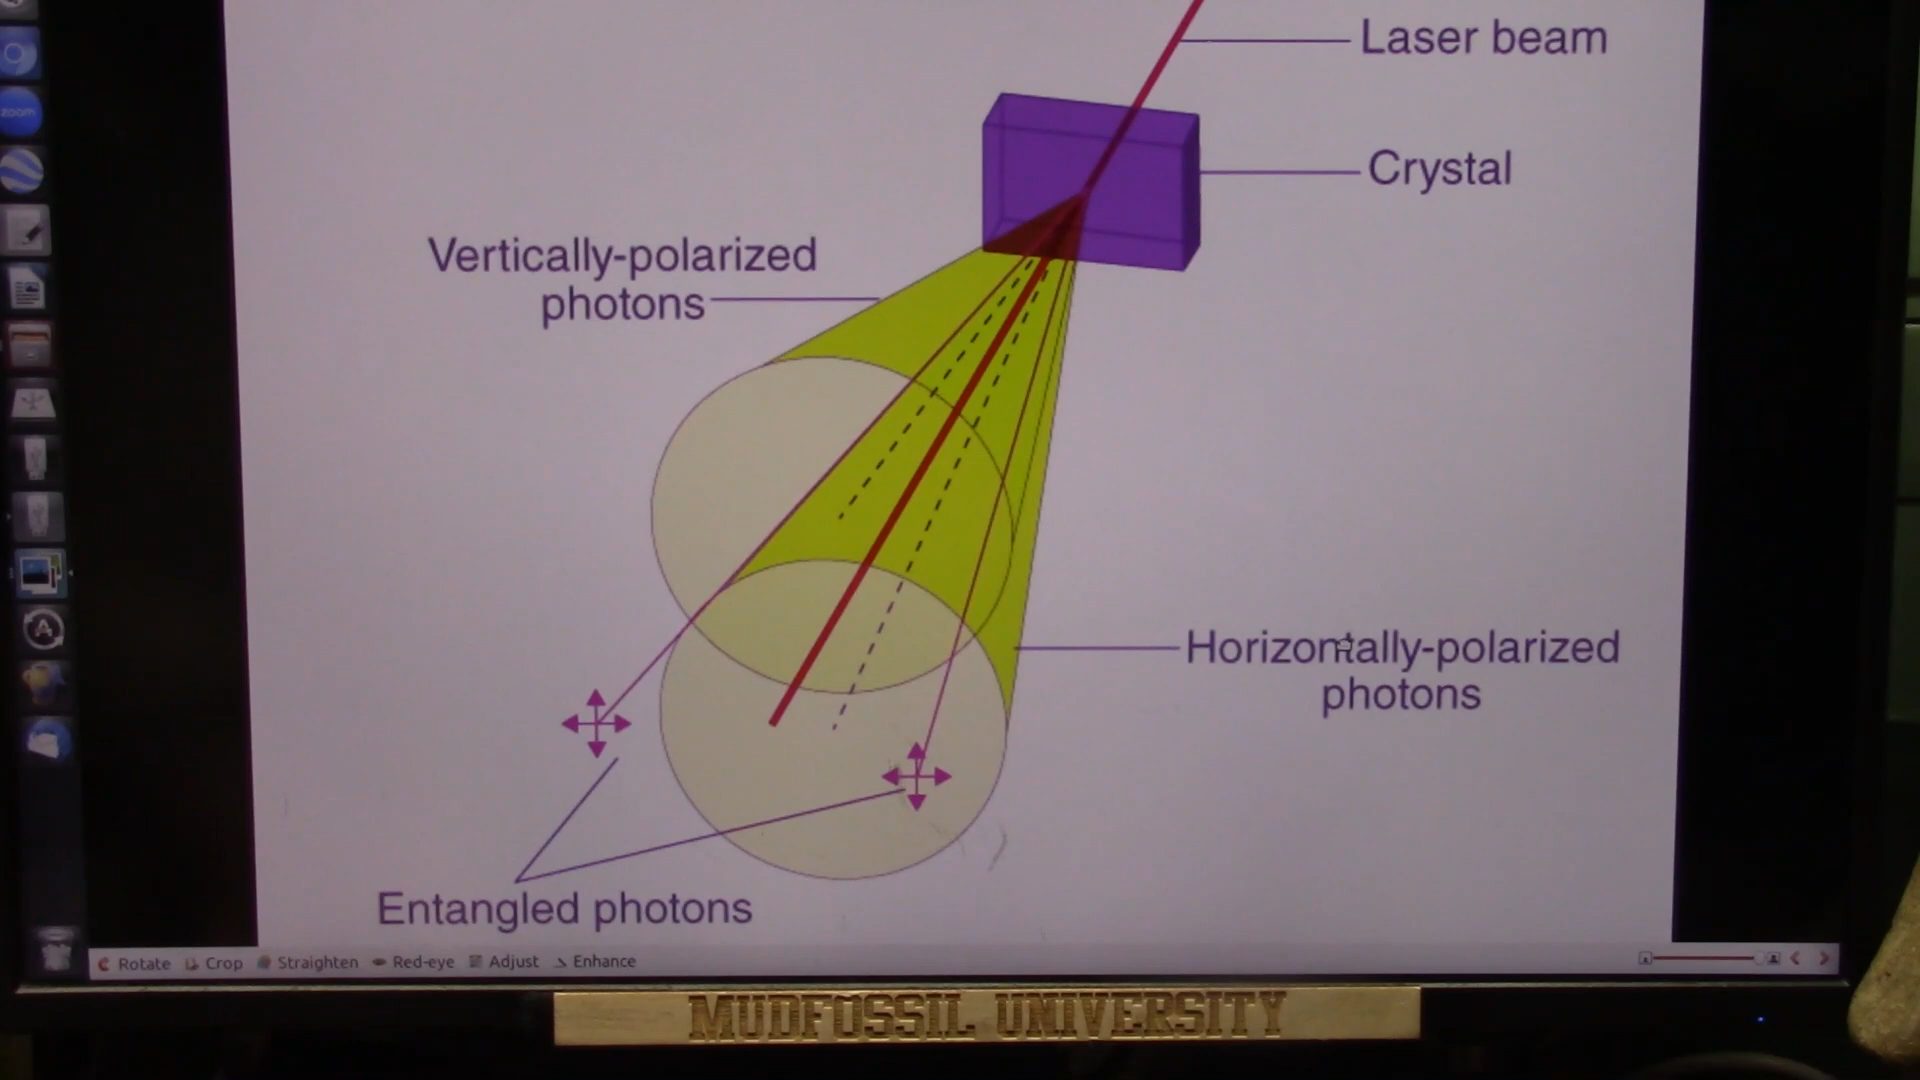 Laser beam
Crystal
Vertically-polarized
photons
Horizontally-polarized
photons
Entangled photons
zoom
Rotate Crop Straighten Red-eye Adjust Enhance
MUDFOSSIL UNIVERSITY